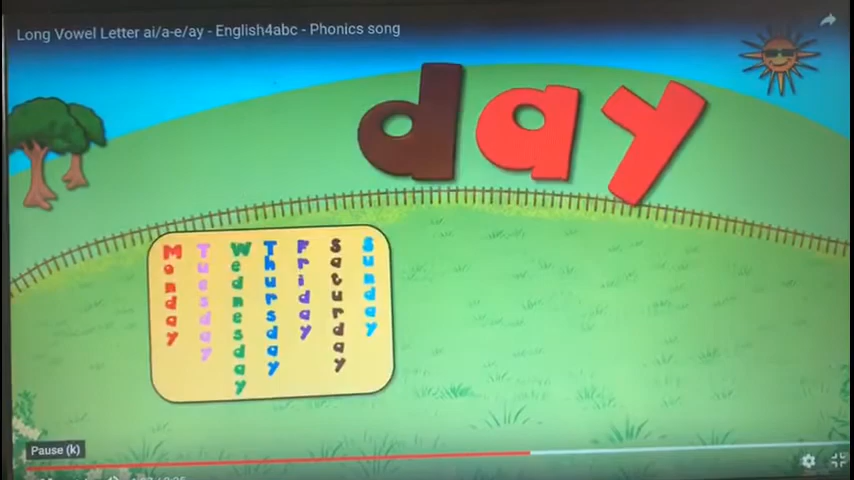 Long Vowel Letter ai/a-e/ay - English4abc - Phonics song
day
Monday
Tuesday
Wednesday
Thursday
Friday
Saturday
Sunday
Pause (k)